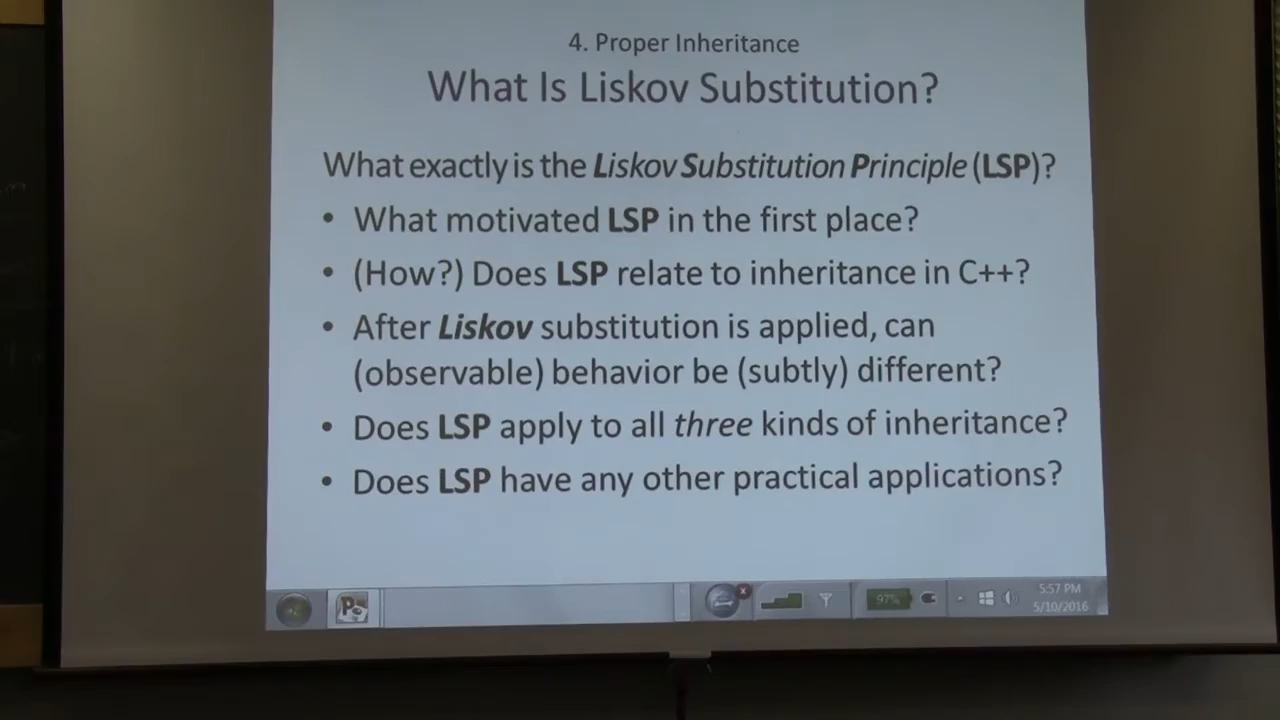 4. Proper Inheritance
What Is Liskov Substitution?
What exactly is the Liskov Substitution Principle (LSP)?
• What motivated LSP in the first place?
• (How?) Does LSP relate to inheritance in C++?
• After Liskov substitution is applied, can
(observable) behavior be (subtly) different?
• Does LSP apply to all three kinds of inheritance?
• Does LSP have any other practical applications?
97%
5:57 PM
5/10/2016